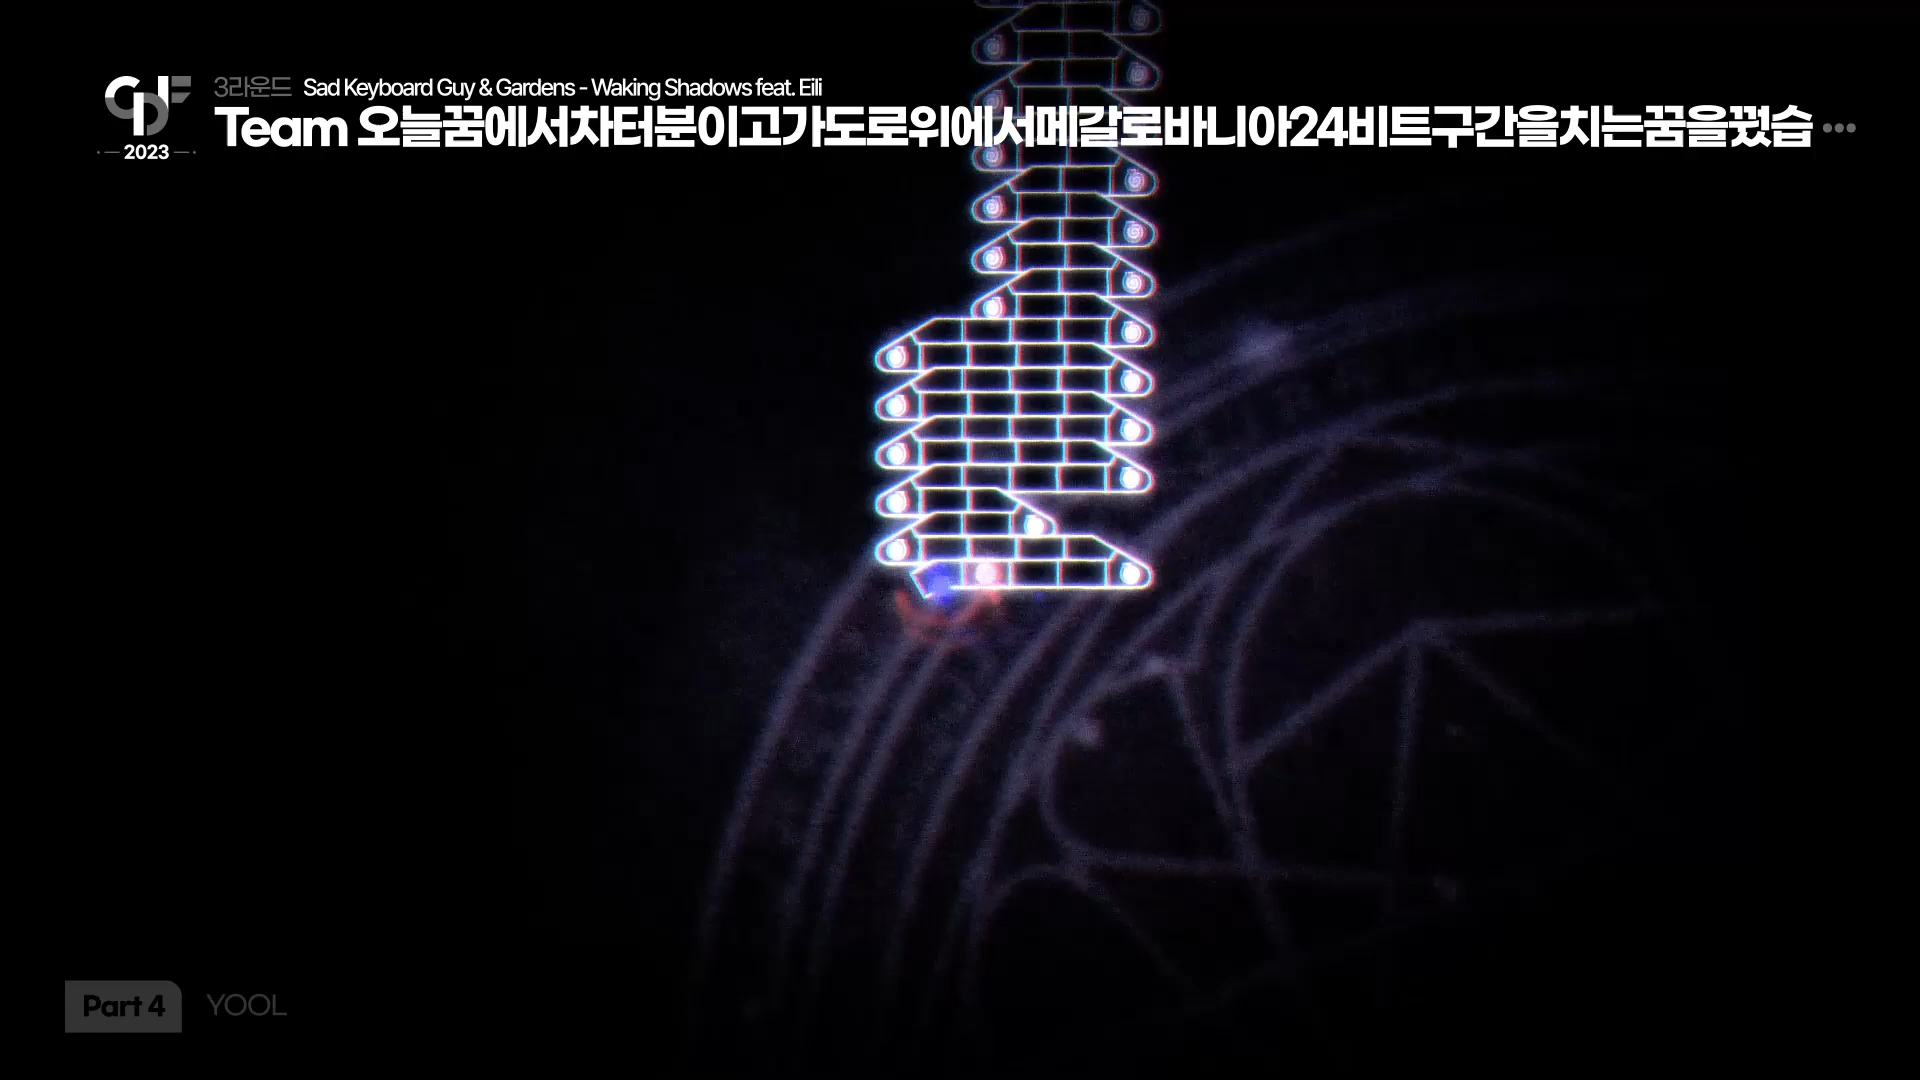 3라운드 Sad Keyboard Guy & Gardens - Waking Shadows feat. Eili
Team 오늘꿈에서차터분이고가도로위에서메갈로바니아24비트구간을치는꿈을꿨습•••
CDF
2023
Part 4 YOOL